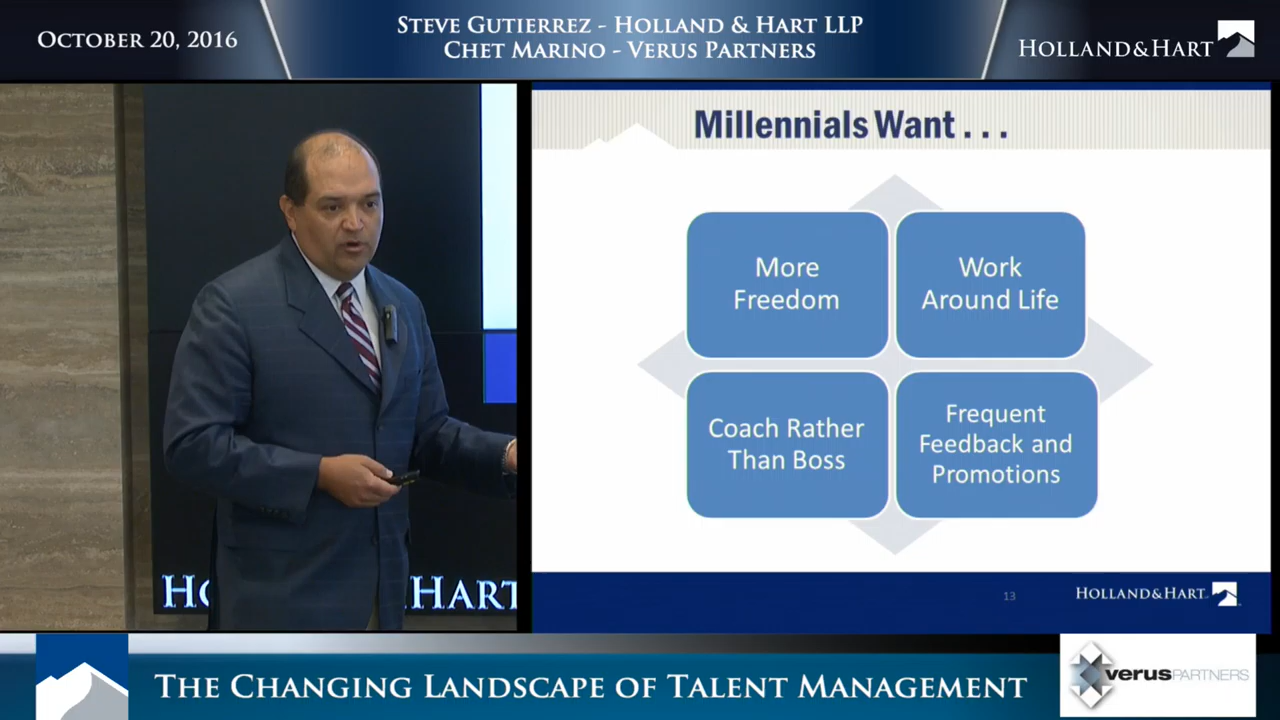 OCTOBER 20, 2016
STEVE GUTIERREZ - HOLLAND & HART LLP
CHET MARINO - VERUS PARTNERS
HOLLAND&HART
Millennials Want . . .
More
Freedom
Work
Around Life
Coach Rather
Than Boss
Frequent
Feedback and
Promotions
HART
13
HOLLAND&HART
THE CHANGING LANDSCAPE OF TALENT MANAGEMENT
verusPARTNERS